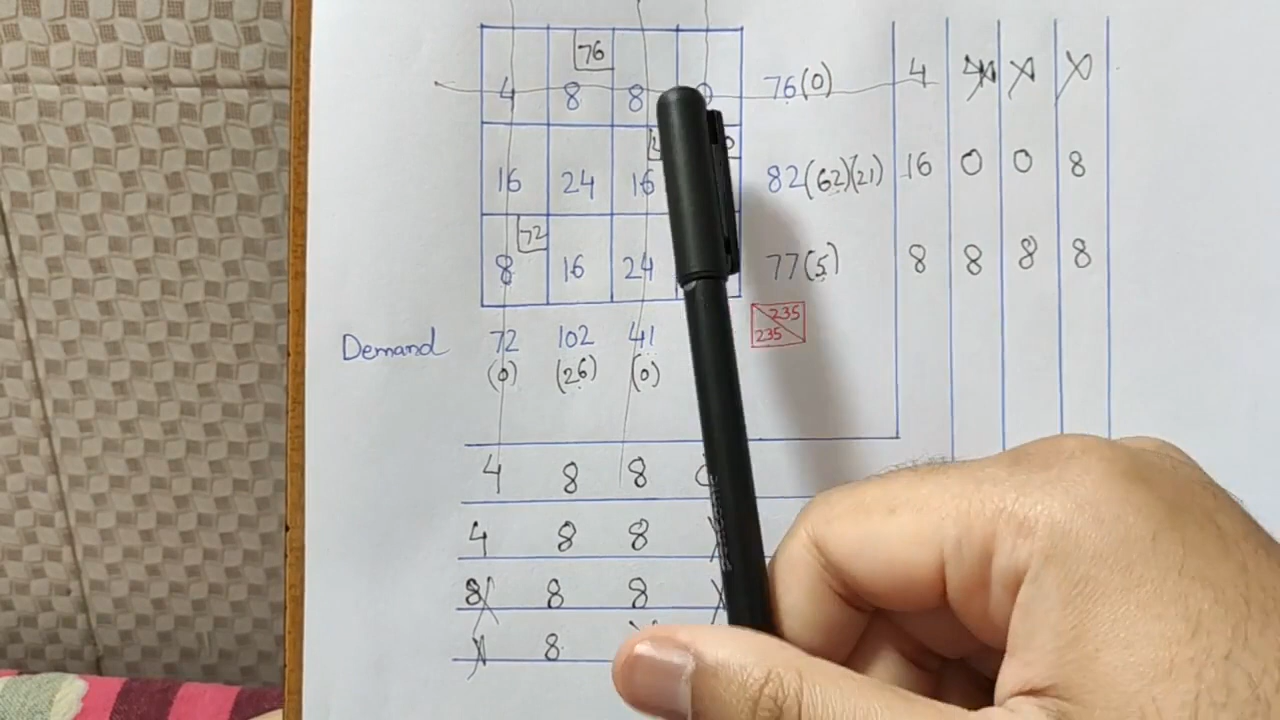 76
4 8 8 0 76(0) 4 4 X X
16 24 16 82(62)(21) 16 0 0 8
72
8 16 24 77(5) 8 8 8 8
235
235
Demand 72 102 41
(0) (26) (0)
4 8 8
4 8 8
8 8 8
8